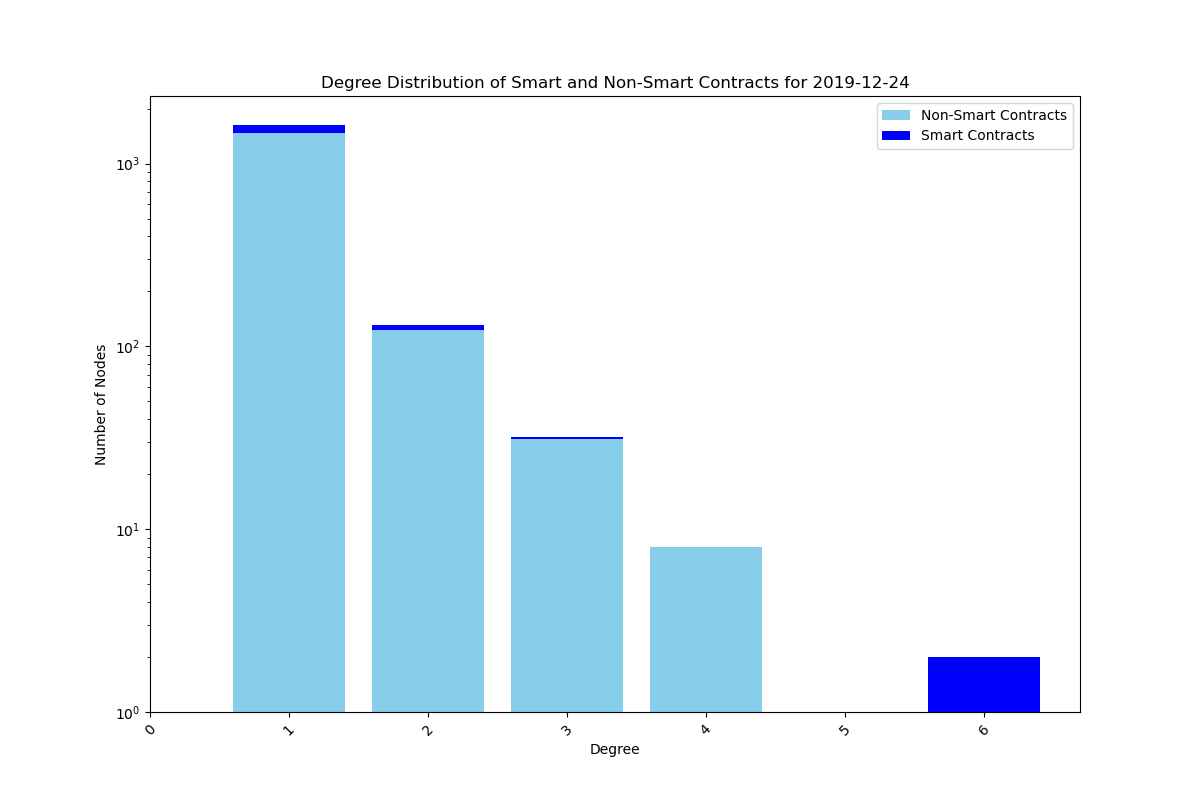 Degree Distribution of Smart and Non-Smart Contracts for 2019-12-24
Non-Smart Contracts
Smart Contracts
Number of Nodes
10³
10²
10¹
10⁰
0 1 2 3 4 5 6
Degree